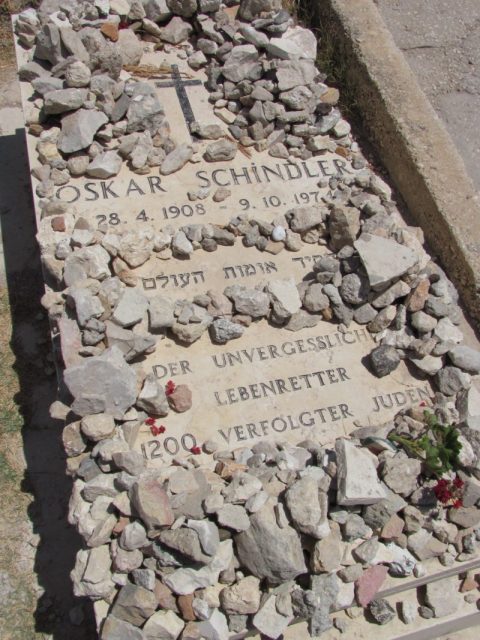 OSKAR SCHINDLER
28. 4. 1908 9. 10. 197
אומות העולם
DER UNVERGESSLICH
LEBENRETTER
1200 VERFOLGTER JUDEN